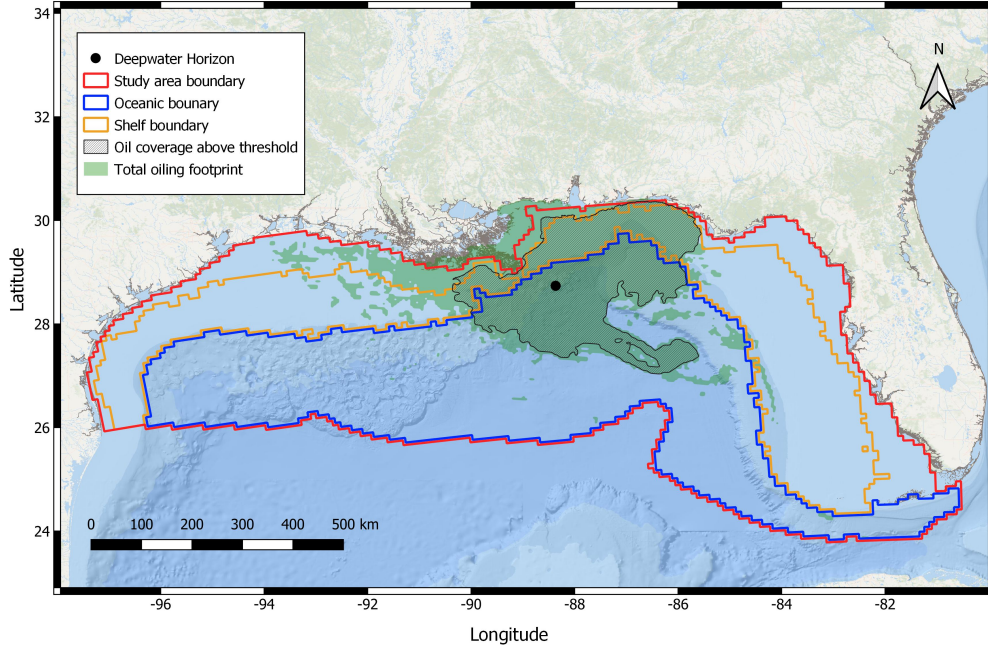 34
32
30
28
26
24
Latitude
Deepwater Horizon
Study area boundary
Oceanic bounary
Shelf boundary
Oil coverage above threshold
Total oiling footprint
N
0 100 200 300 400 500 km
-96 -94 -92 -90 -88 -86 -84 -82
Longitude